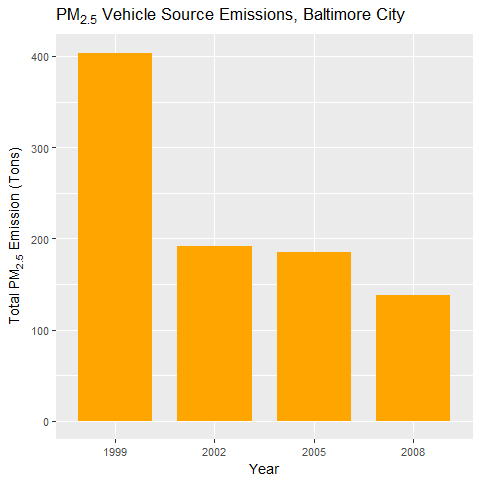 PM2.5 Vehicle Source Emissions, Baltimore City
Total PM2.5 Emission (Tons)
400
300
200
100
0
1999 2002 2005 2008
Year